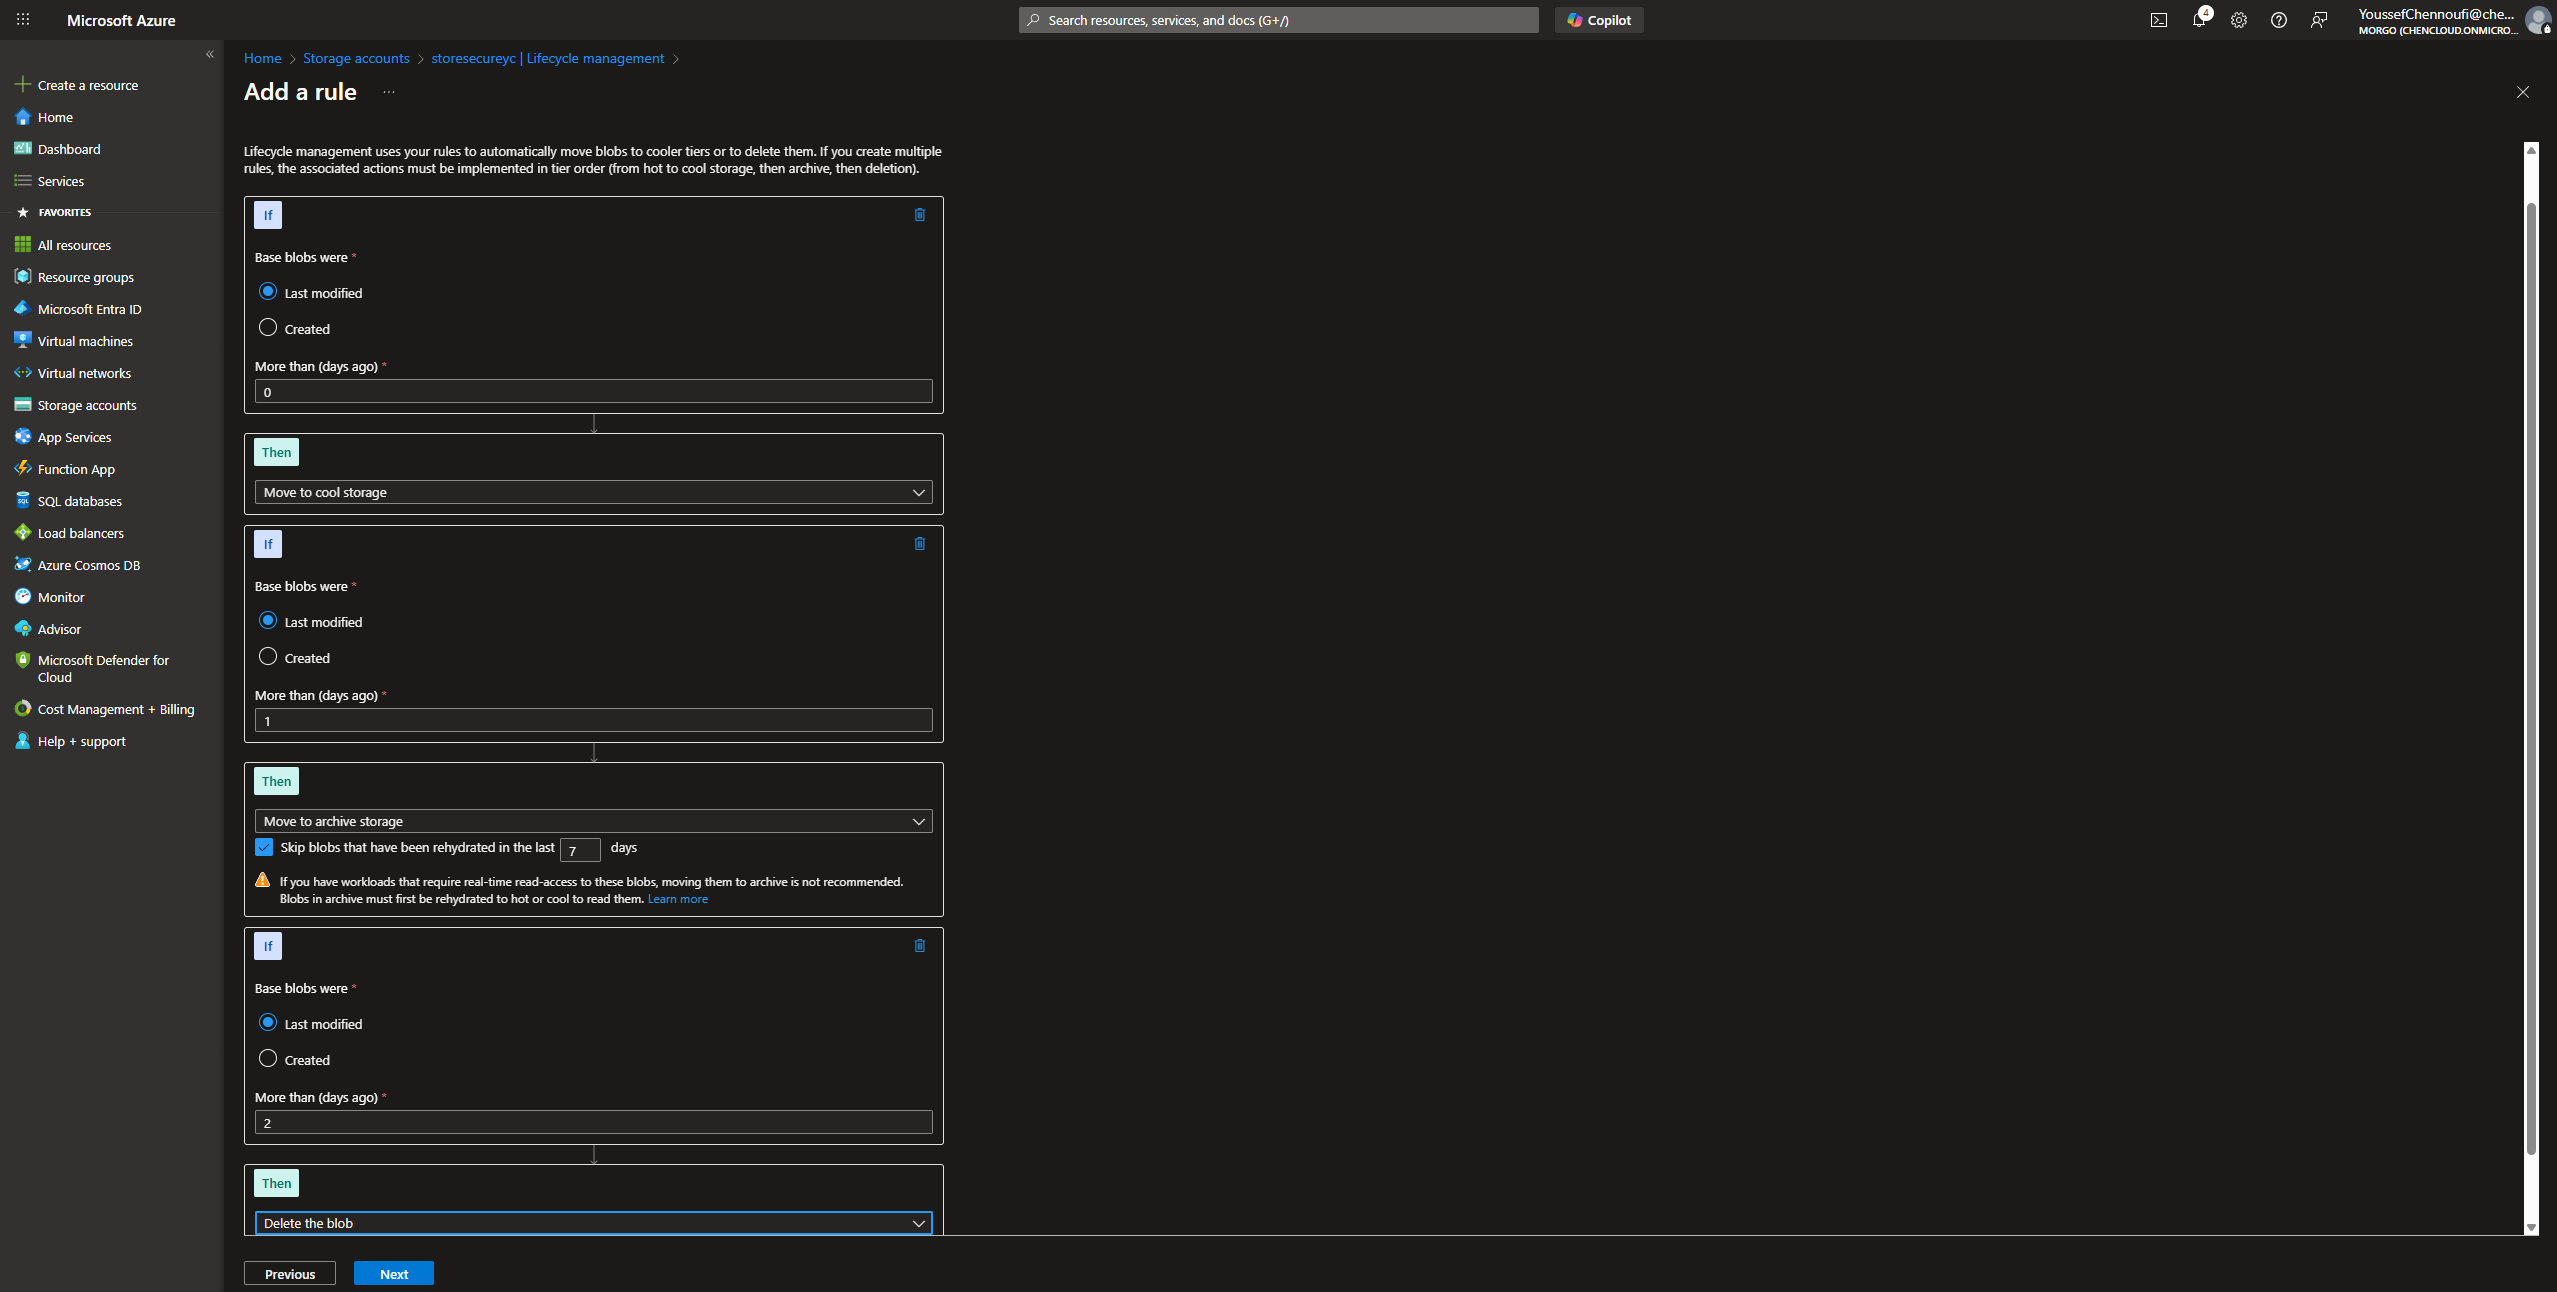 Microsoft Azure
Search resources, services, and docs (G+/)
Copilot
4
YoussefChennoufi@che...
MORGO (CHENCLOUD.ONMICRO...
Create a resource
Home
Dashboard
Services
FAVORITES
All resources
Resource groups
Microsoft Entra ID
Virtual machines
Virtual networks
Storage accounts
App Services
Function App
SQL databases
Load balancers
Azure Cosmos DB
Monitor
Advisor
Microsoft Defender for
Cloud
Cost Management + Billing
Help + support
Home > Storage accounts > storesecureyc | Lifecycle management >
Add a rule ...
Lifecycle management uses your rules to automatically move blobs to cooler tiers or to delete them. If you create multiple
rules, the associated actions must be implemented in tier order (from hot to cool storage, then archive, then deletion).
If
Base blobs were *
Last modified
Created
More than (days ago) *
0
Then
Move to cool storage
If
Base blobs were *
Last modified
Created
More than (days ago) *
1
Then
Move to archive storage
Skip blobs that have been rehydrated in the last 7 days
If you have workloads that require real-time read-access to these blobs, moving them to archive is not recommended.
Blobs in archive must first be rehydrated to hot or cool to read them. Learn more
If
Base blobs were *
Last modified
Created
More than (days ago) *
2
Then
Delete the blob
Previous
Next